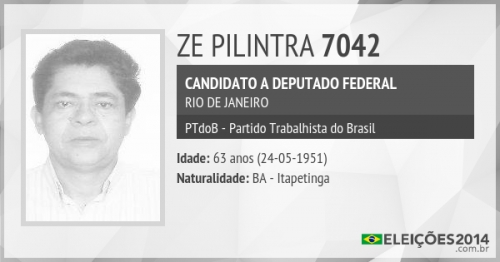 ZE PILINTRA 7042
CANDIDATO A DEPUTADO FEDERAL
RIO DE JANEIRO
PTdoB - Partido Trabalhista do Brasil
Idade: 63 anos (24-05-1951)
Naturalidade: BA - Itapetinga
ELEIÇÕES2014
.com.br